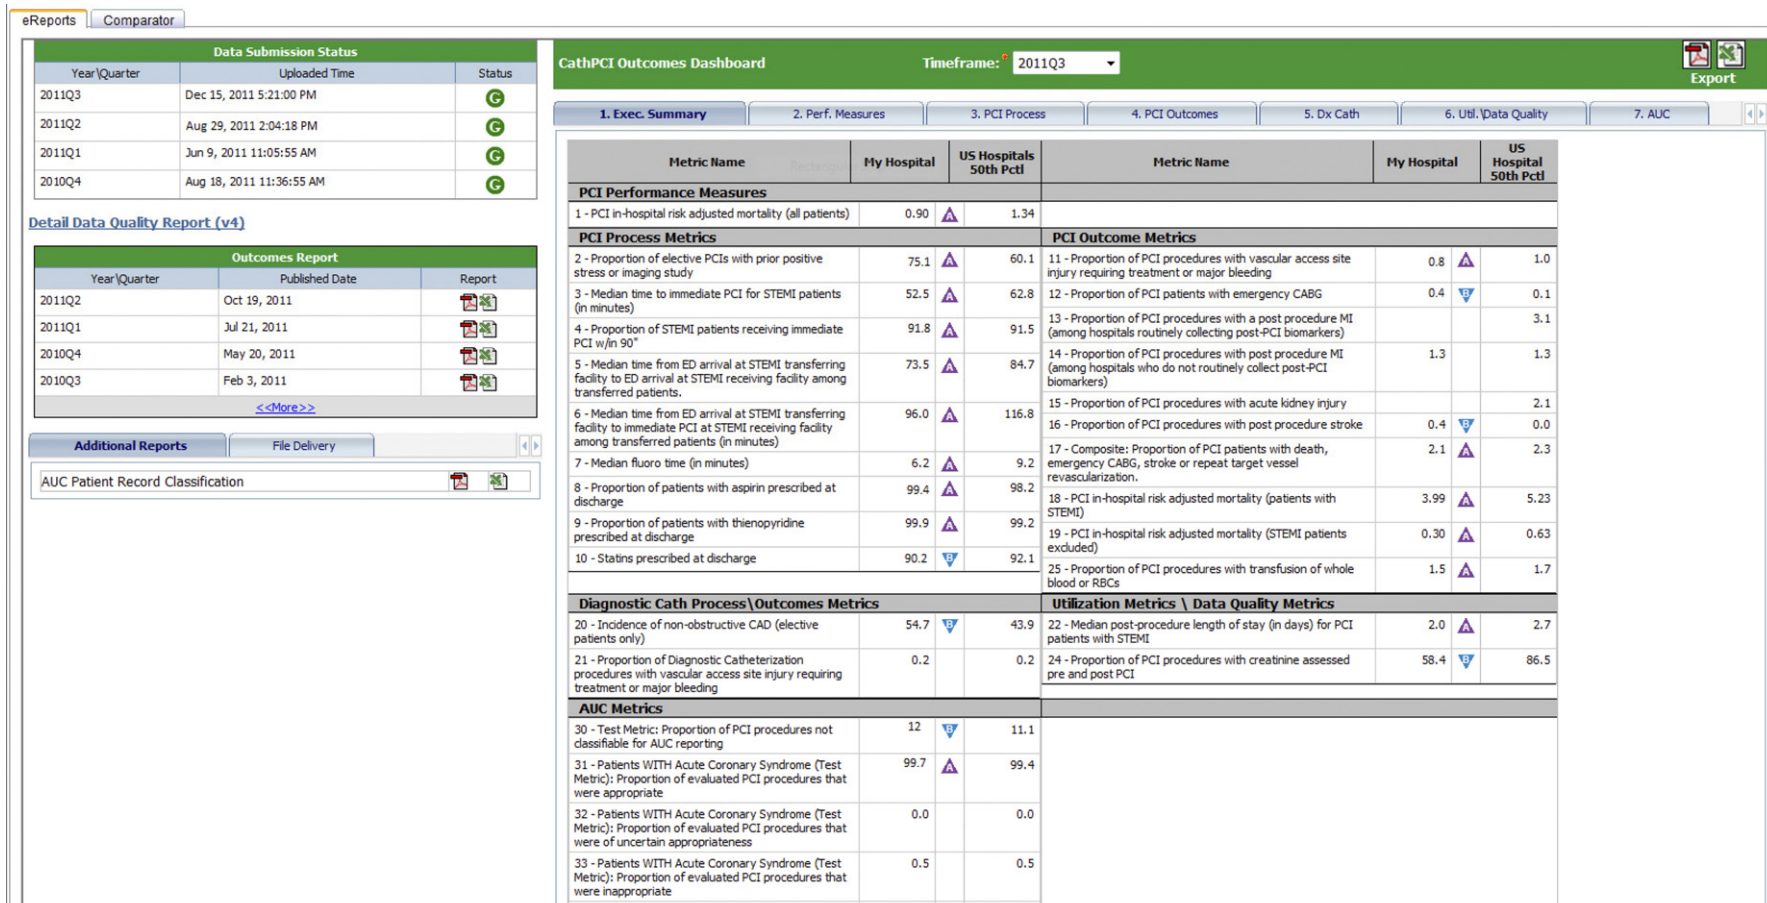 eReports Comparator
Data Submission Status
Year\Quarter Uploaded Time Status
2011Q3 Dec 15, 2011 5:21:00 PM G
2011Q2 Aug 29, 2011 2:04:18 PM G
2011Q1 Jun 9, 2011 11:05:55 AM G
2010Q4 Aug 18, 2011 11:36:55 AM G
Detail Data Quality Report (v4)
Outcomes Report
Year\Quarter Published Date Report
2011Q2 Oct 19, 2011
2011Q1 Jul 21, 2011
2010Q4 May 20, 2011
2010Q3 Feb 3, 2011
<<More>>
Additional Reports File Delivery
AUC Patient Record Classification
CathPCI Outcomes Dashboard Timeframe:* 2011Q3
Export
1. Exec. Summary 2. Perf. Measures 3. PCI Process 4. PCI Outcomes 5. Dx Cath 6. Util.\Data Quality 7. AUC
Metric Name My Hospital US Hospitals
50th Pctl
PCI Performance Measures
1 - PCI in-hospital risk adjusted mortality (all patients) 0.90 A 1.34
PCI Process Metrics
2 - Proportion of elective PCIs with prior positive 75.1 A 60.1
stress or imaging study
3 - Median time to immediate PCI for STEMI patients 52.5 A 62.8
(in minutes)
4 - Proportion of STEMI patients receiving immediate 91.8 A 91.5
PCI w/in 90"
5 - Median time from ED arrival at STEMI transferring 73.5 A 84.7
facility to ED arrival at STEMI receiving facility among
transferred patients.
6 - Median time from ED arrival at STEMI transferring 96.0 A 116.8
facility to immediate PCI at STEMI receiving facility
among transferred patients (in minutes)
7 - Median fluoro time (in minutes) 6.2 A 9.2
8 - Proportion of patients with aspirin prescribed at 99.4 A 98.2
discharge
9 - Proportion of patients with thienopyridine 99.9 A 99.2
prescribed at discharge
10 - Statins prescribed at discharge 90.2 B 92.1
Diagnostic Cath Process\Outcomes Metrics
20 - Incidence of non-obstructive CAD (elective 54.7 B 43.9
patients only)
21 - Proportion of Diagnostic Catheterization 0.2 0.2
procedures with vascular access site injury requiring
treatment or major bleeding
AUC Metrics
30 - Test Metric: Proportion of PCI procedures not 12 B 11.1
classifiable for AUC reporting
31 - Patients WITH Acute Coronary Syndrome (Test 99.7 A 99.4
Metric): Proportion of evaluated PCI procedures that
were appropriate
32 - Patients WITH Acute Coronary Syndrome (Test 0.0 0.0
Metric): Proportion of evaluated PCI procedures that
were of uncertain appropriateness
33 - Patients WITH Acute Coronary Syndrome (Test 0.5 0.5
Metric): Proportion of evaluated PCI procedures that
were inappropriate
Metric Name My Hospital US
Hospital
50th Pctl
PCI Outcome Metrics
11 - Proportion of PCI procedures with vascular access site 0.8 A 1.0
injury requiring treatment or major bleeding
12 - Proportion of PCI patients with emergency CABG 0.4 B 0.1
13 - Proportion of PCI procedures with a post procedure MI 3.1
(among hospitals routinely collecting post-PCI biomarkers)
14 - Proportion of PCI procedures with post procedure MI 1.3 1.3
(among hospitals who do not routinely collect post-PCI
biomarkers)
15 - Proportion of PCI procedures with acute kidney injury 2.1
16 - Proportion of PCI procedures with post procedure stroke 0.4 B 0.0
17 - Composite: Proportion of PCI patients with death, 2.1 A 2.3
emergency CABG, stroke or repeat target vessel
revascularization.
18 - PCI in-hospital risk adjusted mortality (patients with 3.99 A 5.23
STEMI)
19 - PCI in-hospital risk adjusted mortality (STEMI patients 0.30 A 0.63
excluded)
25 - Proportion of PCI procedures with transfusion of whole 1.5 A 1.7
blood or RBCs
Utilization Metrics \ Data Quality Metrics
22 - Median post-procedure length of stay (in days) for PCI 2.0 A 2.7
patients with STEMI
24 - Proportion of PCI procedures with creatinine assessed 58.4 B 86.5
pre and post PCI